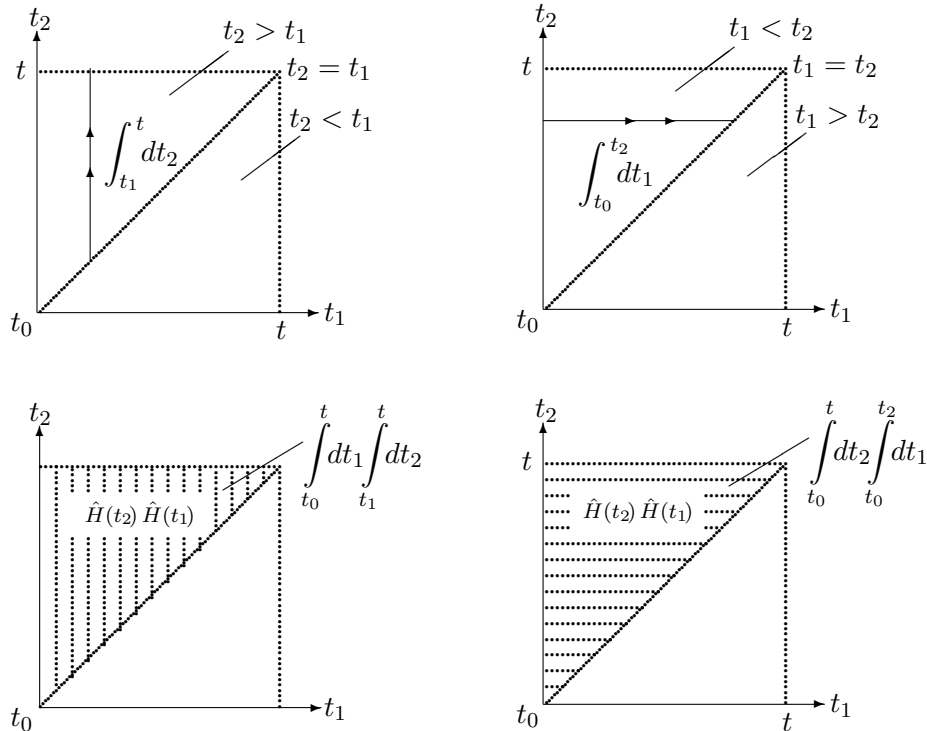 t₂
t₂ > t₁
t
t₂ = t₁
t₂ < t₁
∫_{t₁}^{t} dt₂
t₀
t
t₁
t₁ < t₂
t
t₁ = t₂
t₁ > t₂
∫_{t₀}^{t₂} dt₁
t₀
t
t₁
t₂
∫_{t₀}^{t} dt₁ ∫_{t₁}^{t} dt₂
Ĥ(t₂) Ĥ(t₁)
t₀
t₁
t₂
∫_{t₀}^{t} dt₂ ∫_{t₀}^{t₂} dt₁
t
Ĥ(t₂) Ĥ(t₁)
t₀
t
t₁